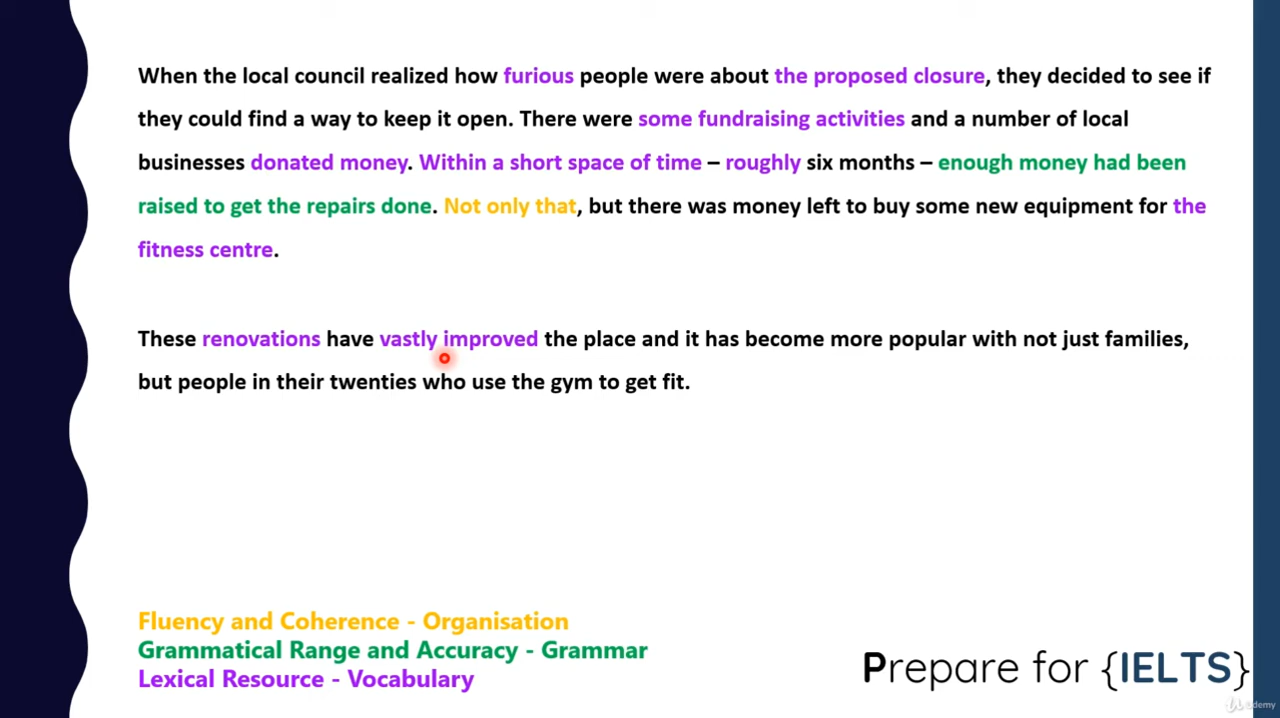 When the local council realized how furious people were about the proposed closure, they decided to see if
they could find a way to keep it open. There were some fundraising activities and a number of local
businesses donated money. Within a short space of time – roughly six months – enough money had been
raised to get the repairs done. Not only that, but there was money left to buy some new equipment for the
fitness centre.
These renovations have vastly improved the place and it has become more popular with not just families,
but people in their twenties who use the gym to get fit.
Fluency and Coherence - Organisation
Grammatical Range and Accuracy - Grammar
Lexical Resource - Vocabulary
Prepare for {IELTS}
Udemy